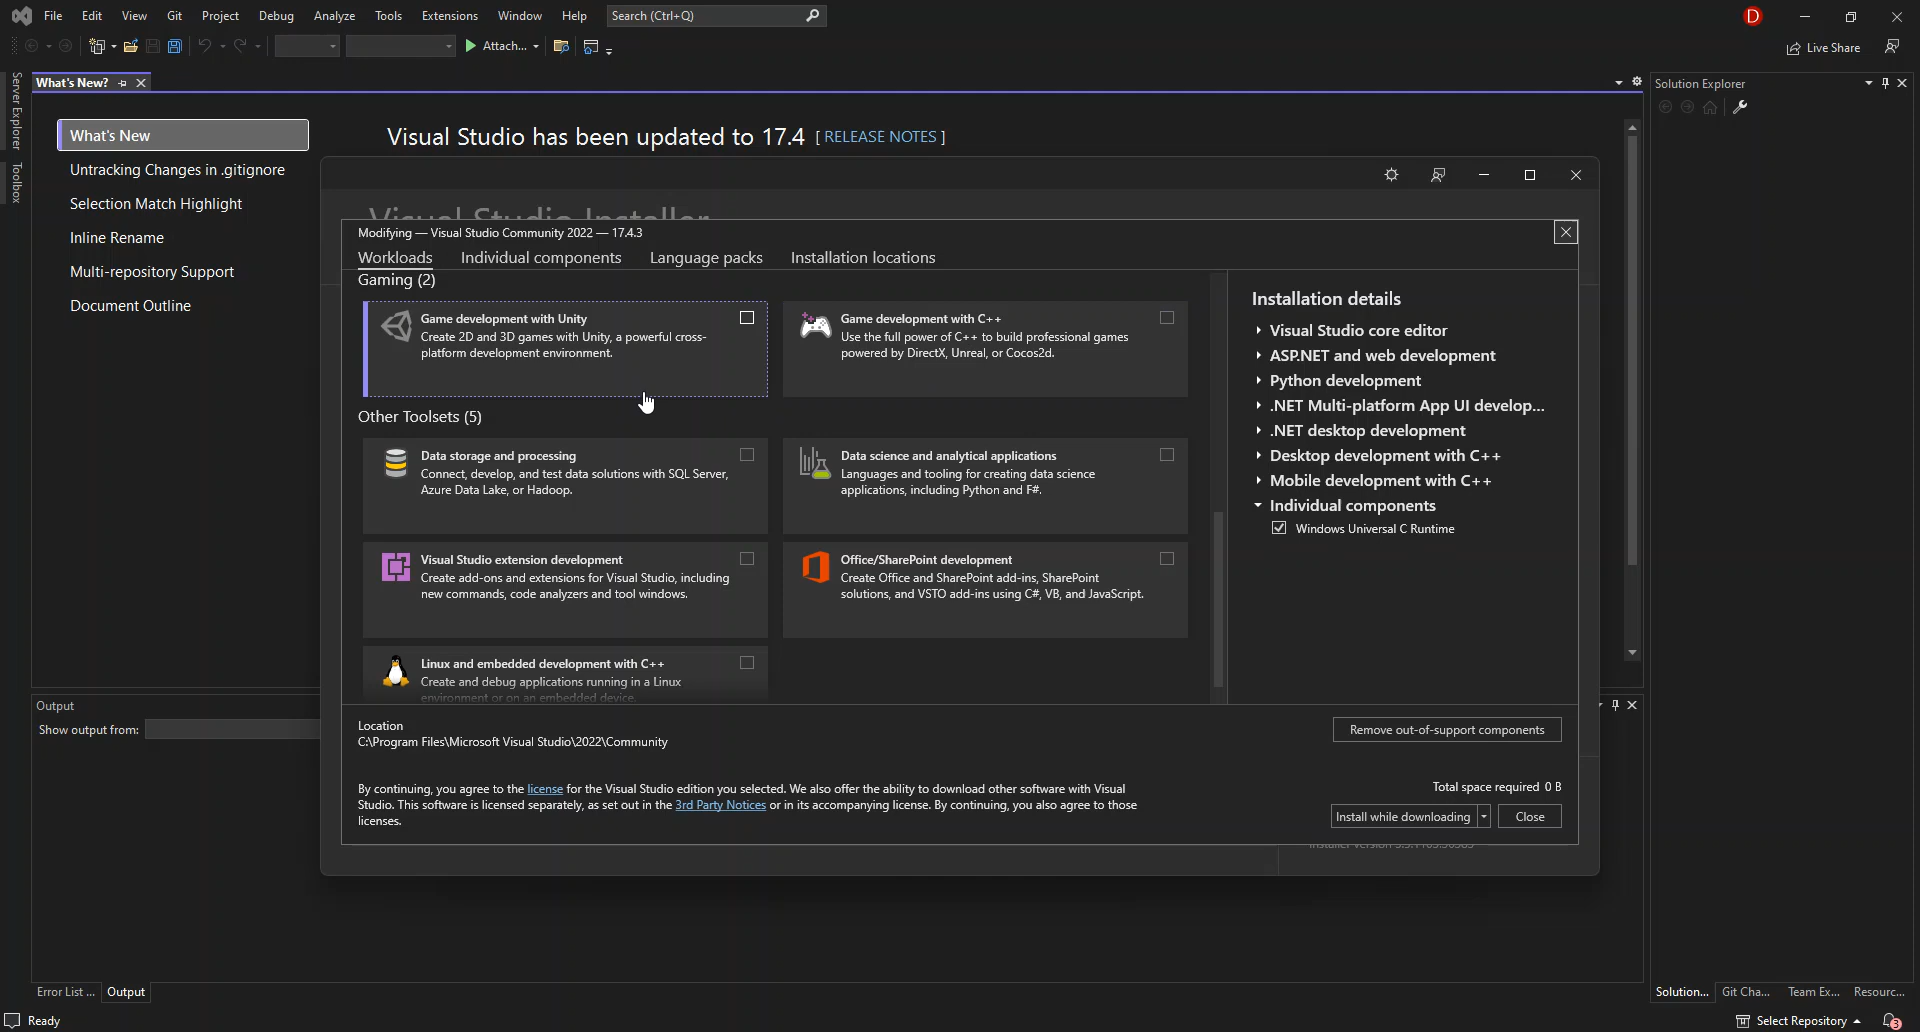 File Edit View Git Project Debug Analyze Tools Extensions Window Help Search (Ctrl+Q) D
Attach... Live Share
Server Explorer
Toolbox
What's New?
Solution Explorer
What's New
Untracking Changes in .gitignore
Selection Match Highlight
Inline Rename
Multi-repository Support
Document Outline
Visual Studio has been updated to 17.4 [ RELEASE NOTES ]
Visual Studio Installer
Modifying — Visual Studio Community 2022 — 17.4.3
Workloads Individual components Language packs Installation locations
Gaming (2)
Game development with Unity
Create 2D and 3D games with Unity, a powerful cross-
platform development environment.
Game development with C++
Use the full power of C++ to build professional games
powered by DirectX, Unreal, or Cocos2d.
Other Toolsets (5)
Data storage and processing
Connect, develop, and test data solutions with SQL Server,
Azure Data Lake, or Hadoop.
Data science and analytical applications
Languages and tooling for creating data science
applications, including Python and F#.
Visual Studio extension development
Create add-ons and extensions for Visual Studio, including
new commands, code analyzers and tool windows.
Office/SharePoint development
Create Office and SharePoint add-ins, SharePoint
solutions, and VSTO add-ins using C#, VB, and JavaScript.
Linux and embedded development with C++
Create and debug applications running in a Linux
environment or on an embedded device.
Installation details
Visual Studio core editor
ASP.NET and web development
Python development
.NET Multi-platform App UI develop...
.NET desktop development
Desktop development with C++
Mobile development with C++
Individual components
Windows Universal C Runtime
Location
C:\Program Files\Microsoft Visual Studio\2022\Community
Remove out-of-support components
By continuing, you agree to the license for the Visual Studio edition you selected. We also offer the ability to download other software with Visual
Studio. This software is licensed separately, as set out in the 3rd Party Notices or in its accompanying license. By continuing, you also agree to those
licenses.
Total space required 0 B
Install while downloading Close
Output
Show output from:
Error List ... Output
Solution... Git Cha... Team Ex... Resourc...
Ready
Select Repository 3